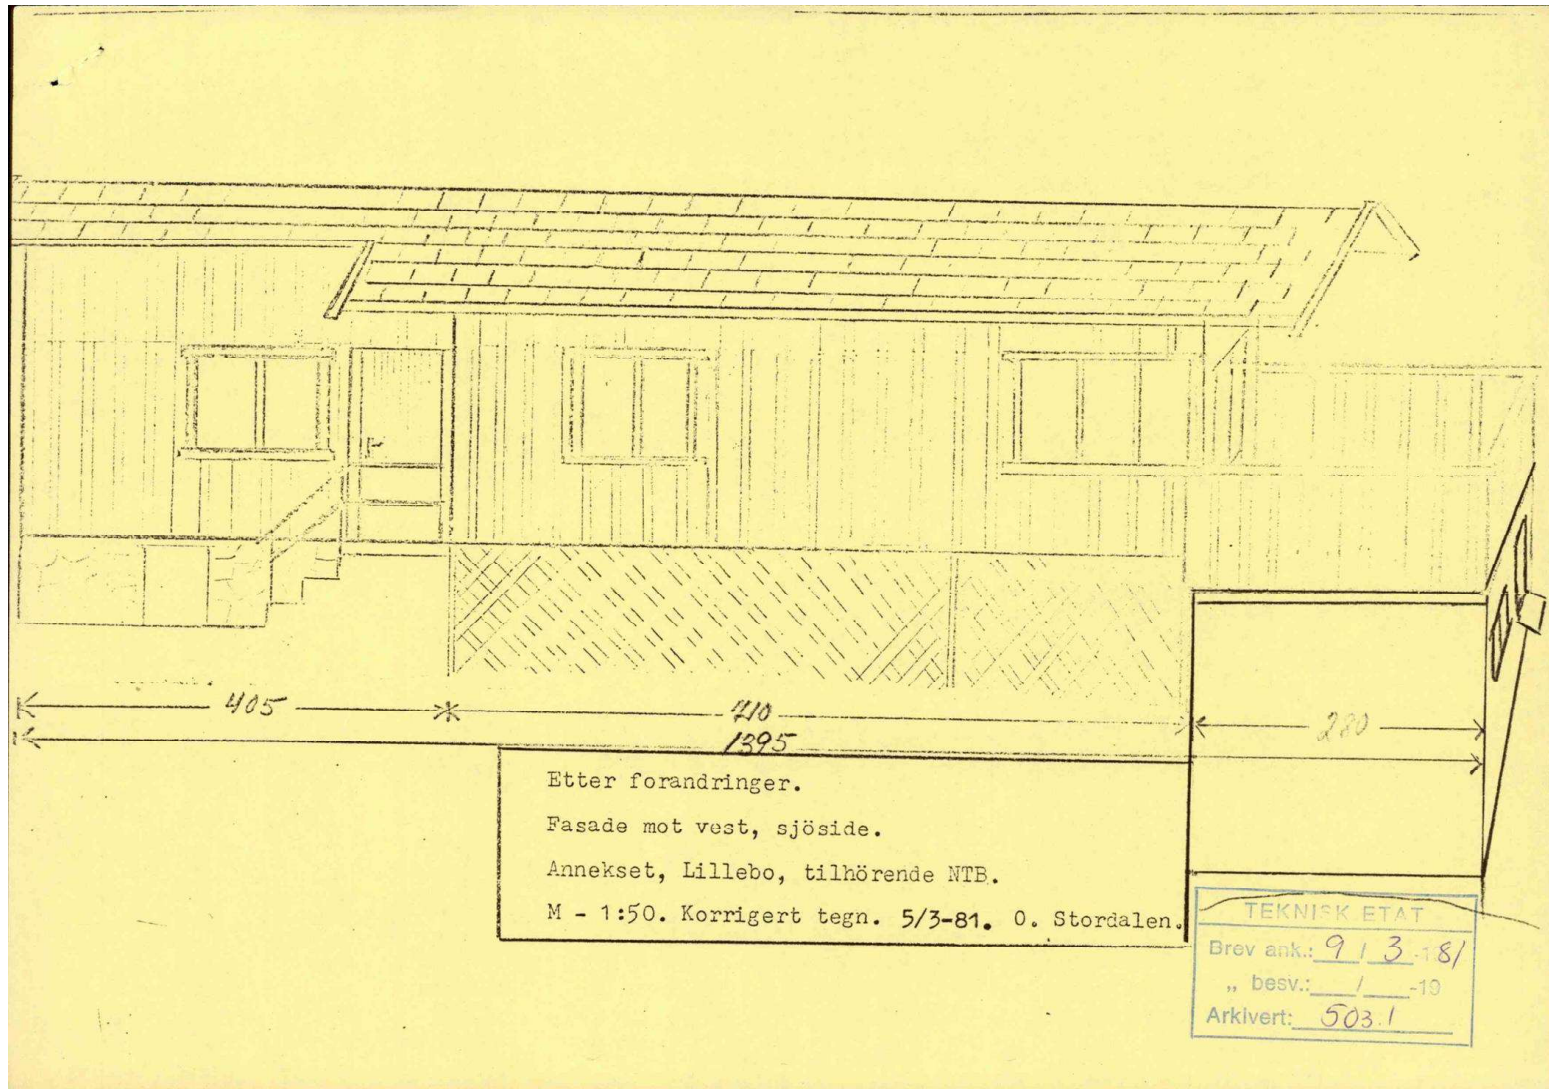 405
710
280
1395
Etter forandringer.
Fasade mot vest, sjöside.
Annekset, Lillebo, tilhörende NTB.
M - 1:50. Korrigert tegn. 5/3-81. O. Stordalen.
TEKNISK ETAT
Brev ank.: 9 / 3 -1981
„ besv.: / -19
Arkivert: 503.1